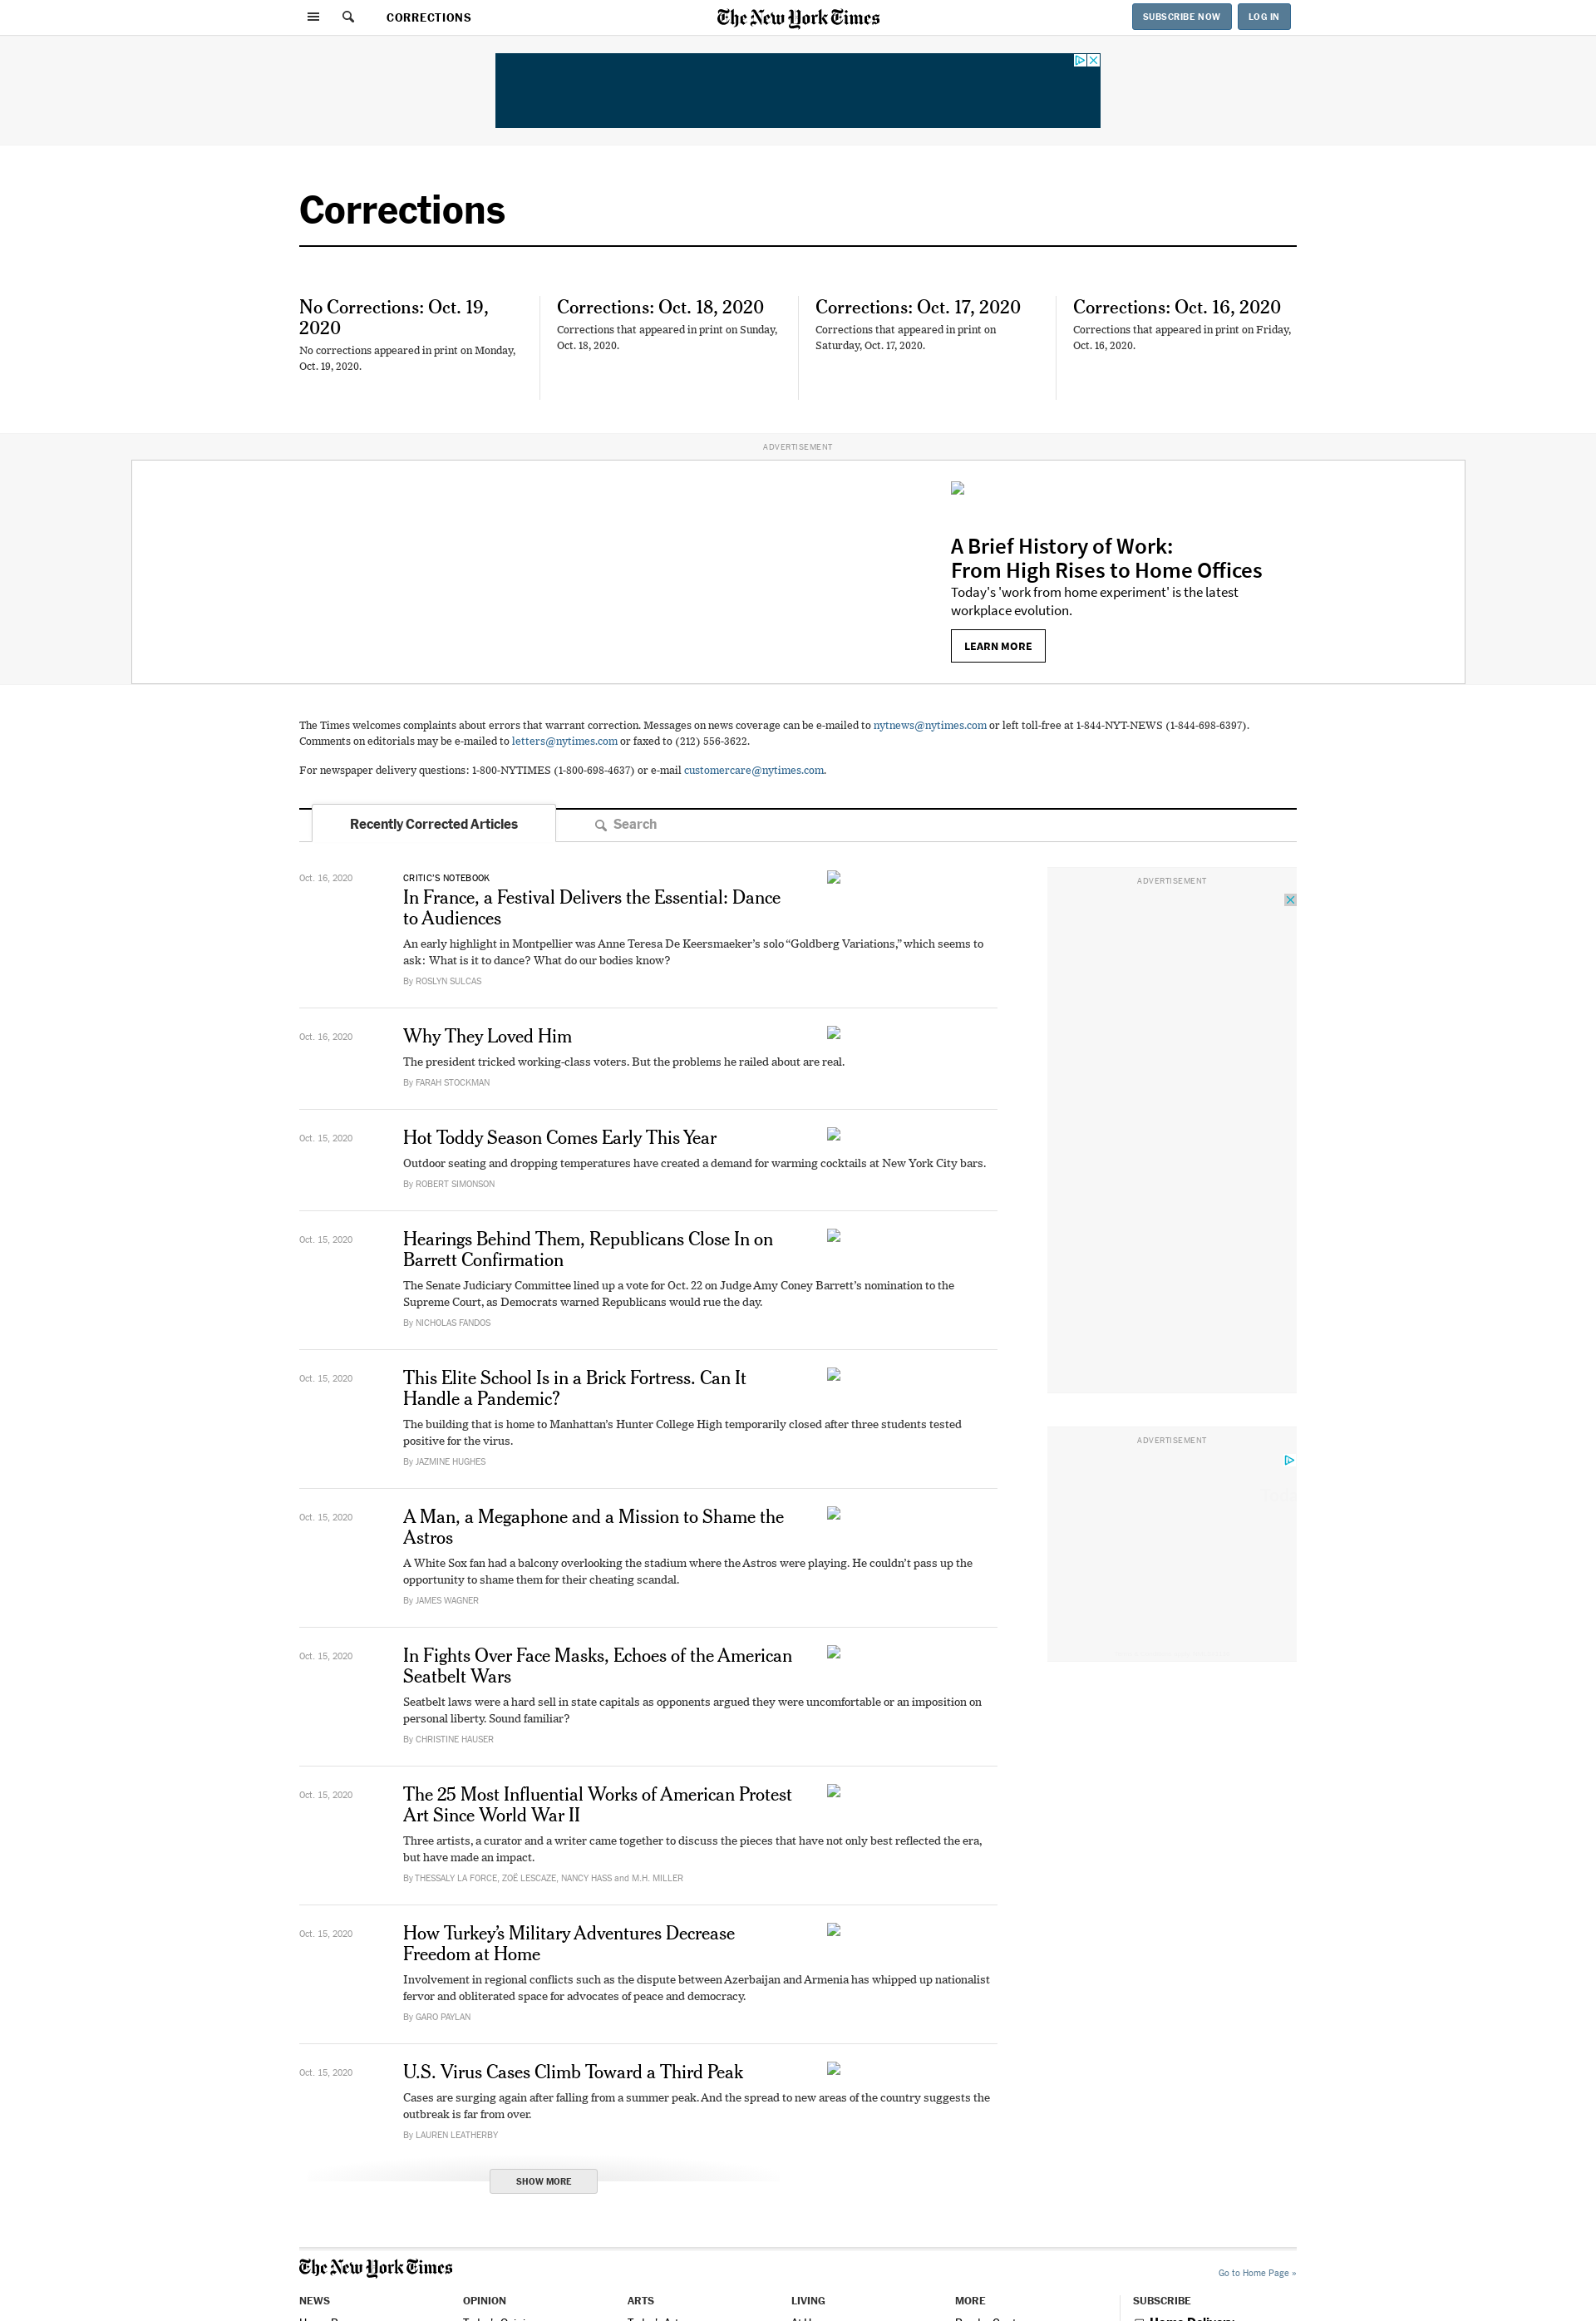 CORRECTIONS
The New York Times
SUBSCRIBE NOW
LOG IN
Corrections
No Corrections: Oct. 19,
2020
No corrections appeared in print on Monday,
Oct. 19, 2020.
Corrections: Oct. 18, 2020
Corrections that appeared in print on Sunday,
Oct. 18, 2020.
Corrections: Oct. 17, 2020
Corrections that appeared in print on
Saturday, Oct. 17, 2020.
Corrections: Oct. 16, 2020
Corrections that appeared in print on Friday,
Oct. 16, 2020.
ADVERTISEMENT
A Brief History of Work:
From High Rises to Home Offices
Today's 'work from home experiment' is the latest
workplace evolution.
LEARN MORE
The Times welcomes complaints about errors that warrant correction. Messages on news coverage can be e-mailed to nytnews@nytimes.com or left toll-free at 1-844-NYT-NEWS (1-844-698-6397).
Comments on editorials may be e-mailed to letters@nytimes.com or faxed to (212) 556-3622.
For newspaper delivery questions: 1-800-NYTIMES (1-800-698-4637) or e-mail customercare@nytimes.com.
Recently Corrected Articles
Search
Oct. 16, 2020
CRITIC'S NOTEBOOK
In France, a Festival Delivers the Essential: Dance
to Audiences
An early highlight in Montpellier was Anne Teresa De Keersmaeker's solo “Goldberg Variations,” which seems to
ask: What is it to dance? What do our bodies know?
By ROSLYN SULCAS
Oct. 16, 2020
Why They Loved Him
The president tricked working-class voters. But the problems he railed about are real.
By FARAH STOCKMAN
Oct. 15, 2020
Hot Toddy Season Comes Early This Year
Outdoor seating and dropping temperatures have created a demand for warming cocktails at New York City bars.
By ROBERT SIMONSON
Oct. 15, 2020
Hearings Behind Them, Republicans Close In on
Barrett Confirmation
The Senate Judiciary Committee lined up a vote for Oct. 22 on Judge Amy Coney Barrett's nomination to the
Supreme Court, as Democrats warned Republicans would rue the day.
By NICHOLAS FANDOS
Oct. 15, 2020
This Elite School Is in a Brick Fortress. Can It
Handle a Pandemic?
The building that is home to Manhattan's Hunter College High temporarily closed after three students tested
positive for the virus.
By JAZMINE HUGHES
Oct. 15, 2020
A Man, a Megaphone and a Mission to Shame the
Astros
A White Sox fan had a balcony overlooking the stadium where the Astros were playing. He couldn't pass up the
opportunity to shame them for their cheating scandal.
By JAMES WAGNER
Oct. 15, 2020
In Fights Over Face Masks, Echoes of the American
Seatbelt Wars
Seatbelt laws were a hard sell in state capitals as opponents argued they were uncomfortable or an imposition on
personal liberty. Sound familiar?
By CHRISTINE HAUSER
Oct. 15, 2020
The 25 Most Influential Works of American Protest
Art Since World War II
Three artists, a curator and a writer came together to discuss the pieces that have not only best reflected the era,
but have made an impact.
By THESSALY LA FORCE, ZOË LESCAZE, NANCY HASS and M.H. MILLER
Oct. 15, 2020
How Turkey's Military Adventures Decrease
Freedom at Home
Involvement in regional conflicts such as the dispute between Azerbaijan and Armenia has whipped up nationalist
fervor and obliterated space for advocates of peace and democracy.
By GARO PAYLAN
Oct. 15, 2020
U.S. Virus Cases Climb Toward a Third Peak
Cases are surging again after falling from a summer peak. And the spread to new areas of the country suggests the
outbreak is far from over.
By LAUREN LEATHERBY
SHOW MORE
ADVERTISEMENT
ADVERTISEMENT
The New York Times
Go to Home Page »
NEWS
OPINION
ARTS
LIVING
MORE
SUBSCRIBE